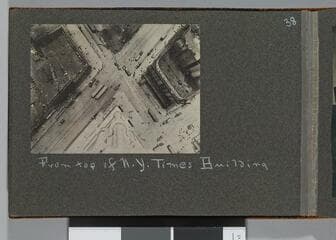 38
From top of N.Y. Times Building